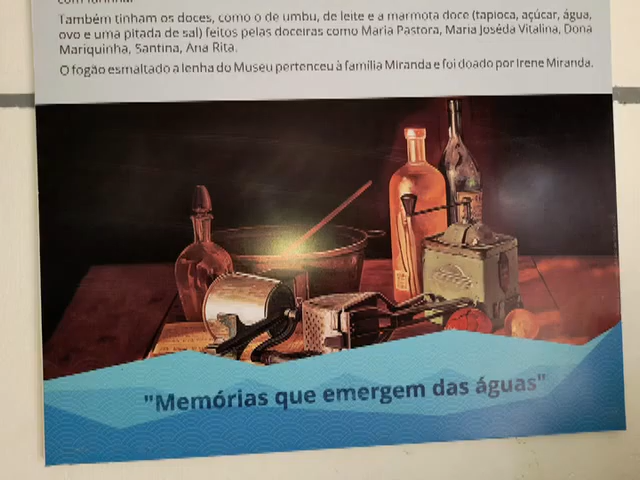 com farinha.
Também tinham os doces, como o de umbu, de leite e a marmota doce (tapioca, açúcar, água,
ovo e uma pitada de sal) feitos pelas doceiras como Maria Pastora, Maria Joséda Vitalina, Dona
Mariquinha, Santina, Ana Rita.
O fogão esmaltado a lenha do Museu pertenceu à família Miranda e foi doado por Irene Miranda.
"Memórias que emergem das águas"